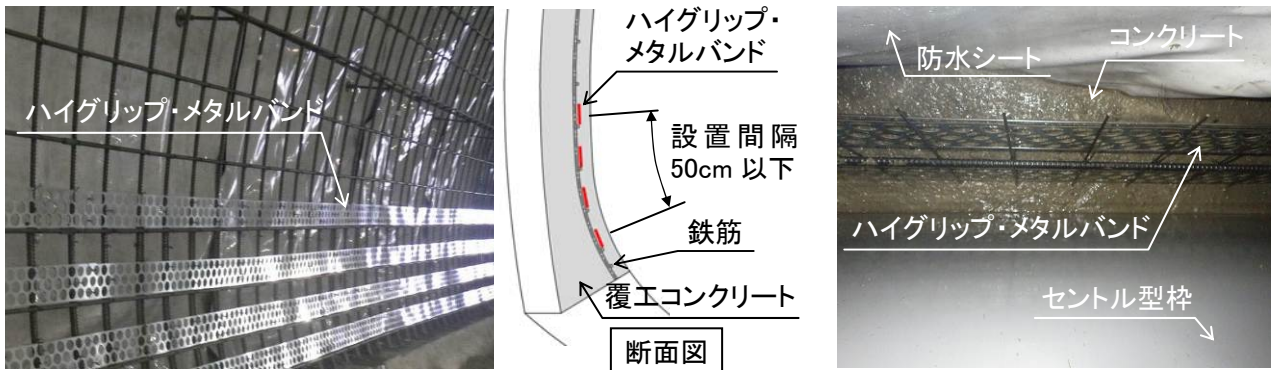 ハイグリップ・メタルバンド
ハイグリップ・
メタルバンド
設置間隔
50cm 以下
鉄筋
覆工コンクリート
断面図
防水シート
コンクリート
ハイグリップ・メタルバンド
セントル型枠